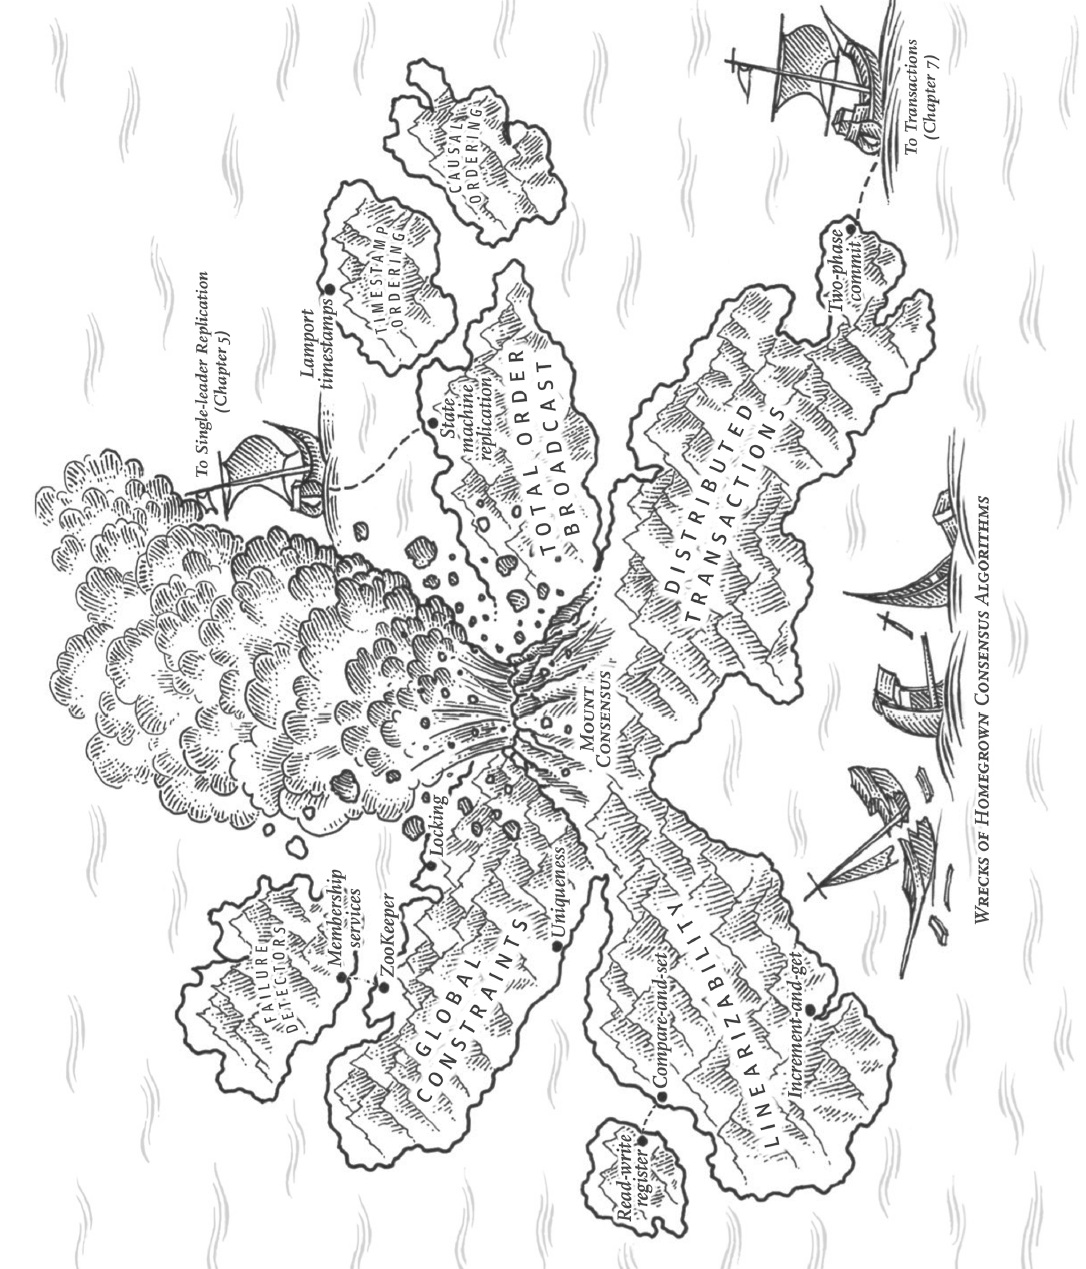 To Single-leader Replication
(Chapter 5)
Lamport
timestamps
TIMESTAMP
ORDERING
CAUSAL
ORDERING
State
machine
replication
TOTAL ORDER
BROADCAST
FAILURE
DETECTORS
Membership
services
ZooKeeper
Locking
GLOBAL
CONSTRAINTS
Uniqueness
MOUNT
CONSENSUS
DISTRIBUTED
TRANSACTIONS
Two-phase
commit
To Transactions
(Chapter 7)
Read-write
register
Compare-and-set
LINEARIZABILITY
Increment-and-get
WRECKS OF HOMEGROWN CONSENSUS ALGORITHMS